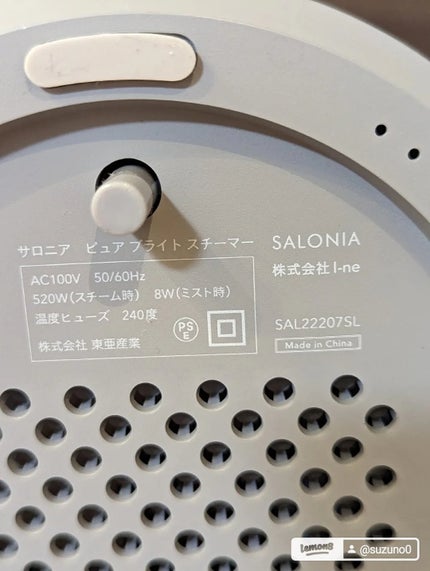 サロニア ピュア ブライト スチーマー
AC100V 50/60Hz
520W(スチーム時) 8W(ミスト時)
温度ヒューズ 240度
株式会社 東亜産業
PS
E
SALONIA
株式会社 I-ne
SAL22207SL
Made in China
lemon8
@suzuno0